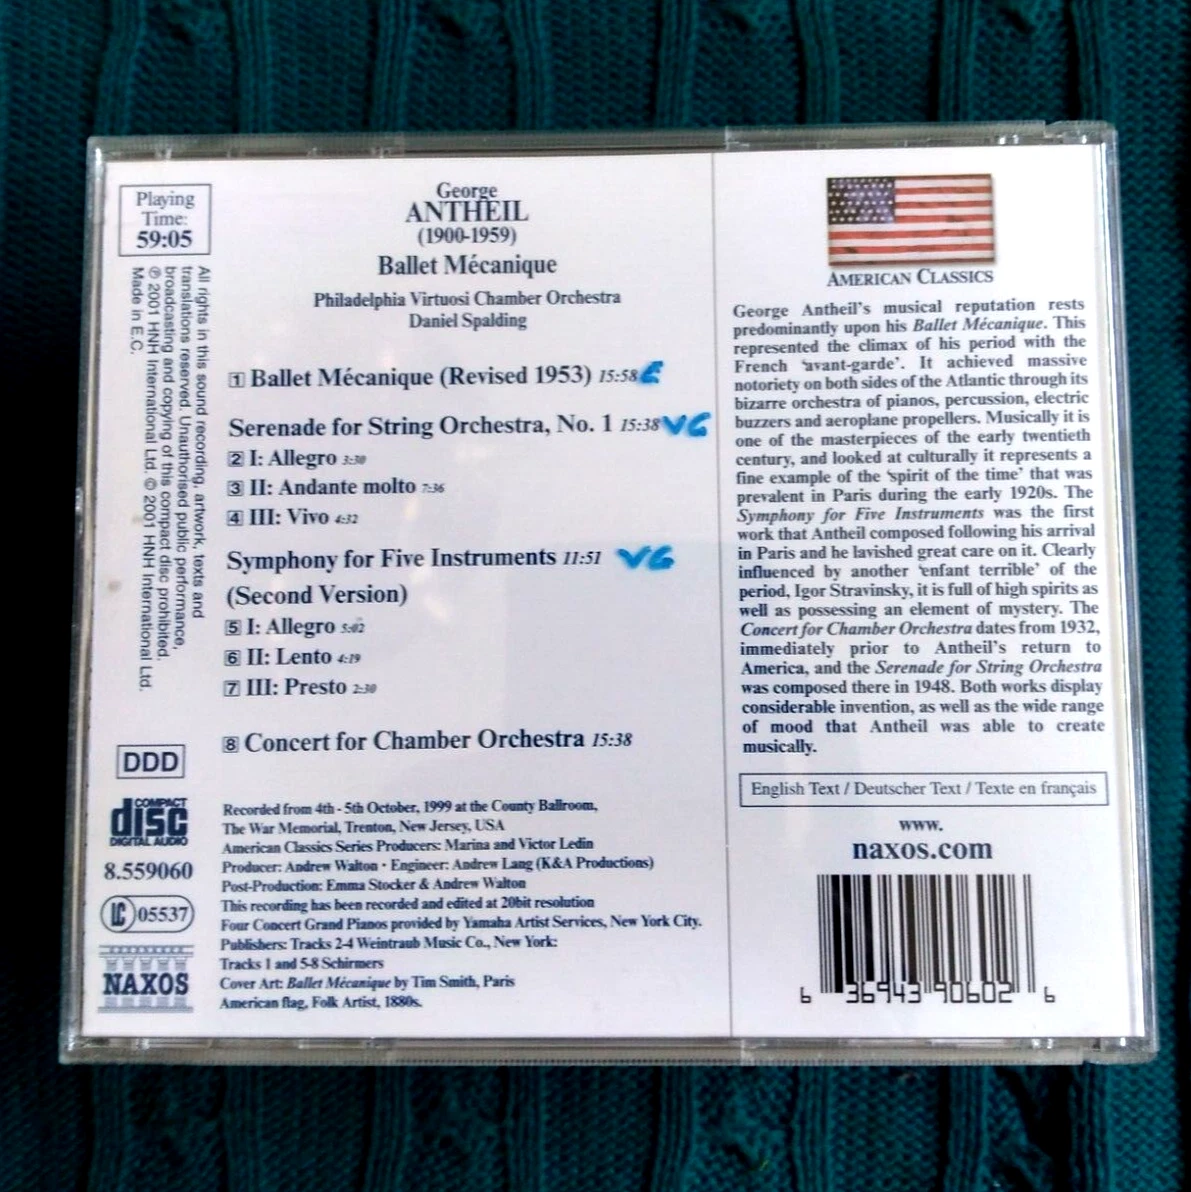 Playing
Time:
59:05
All rights in this sound recording, artwork, texts and
translations reserved. Unauthorised public performance,
broadcasting and copying of this compact disc prohibited.
℗ 2001 HNH International Ltd. © 2001 HNH International Ltd.
Made in E.C.
DDD
COMPACT
disc
DIGITAL AUDIO
8.559060
LC 05537
NAXOS
George
ANTHEIL
(1900-1959)
Ballet Mécanique
Philadelphia Virtuosi Chamber Orchestra
Daniel Spalding
1 Ballet Mécanique (Revised 1953) 15:58 E
Serenade for String Orchestra, No. 1 15:38 VG
2 I: Allegro 3:30
3 II: Andante molto 7:36
4 III: Vivo 4:32
Symphony for Five Instruments 11:51 VG
(Second Version)
5 I: Allegro 5:02
6 II: Lento 4:19
7 III: Presto 2:30
8 Concert for Chamber Orchestra 15:38
Recorded from 4th - 5th October, 1999 at the County Ballroom,
The War Memorial, Trenton, New Jersey, USA
American Classics Series Producers: Marina and Victor Ledin
Producer: Andrew Walton • Engineer: Andrew Lang (K&A Productions)
Post-Production: Emma Stocker & Andrew Walton
This recording has been recorded and edited at 20bit resolution
Four Concert Grand Pianos provided by Yamaha Artist Services, New York City.
Publishers: Tracks 2-4 Weintraub Music Co., New York:
Tracks 1 and 5-8 Schirmers
Cover Art: Ballet Mécanique by Tim Smith, Paris
American flag, Folk Artist, 1880s.
AMERICAN CLASSICS
George Antheil's musical reputation rests
predominantly upon his Ballet Mécanique. This
represented the climax of his period with the
French 'avant-garde'. It achieved massive
notoriety on both sides of the Atlantic through its
bizarre orchestra of pianos, percussion, electric
buzzers and aeroplane propellers. Musically it is
one of the masterpieces of the early twentieth
century, and looked at culturally it represents a
fine example of the 'spirit of the time' that was
prevalent in Paris during the early 1920s. The
Symphony for Five Instruments was the first
work that Antheil composed following his arrival
in Paris and he lavished great care on it. Clearly
influenced by another 'enfant terrible' of the
period, Igor Stravinsky, it is full of high spirits as
well as possessing an element of mystery. The
Concert for Chamber Orchestra dates from 1932,
immediately prior to Antheil's return to
America, and the Serenade for String Orchestra
was composed there in 1948. Both works display
considerable invention, as well as the wide range
of mood that Antheil was able to create
musically.
English Text / Deutscher Text / Texte en français
www.
naxos.com
6 36943 90602 6